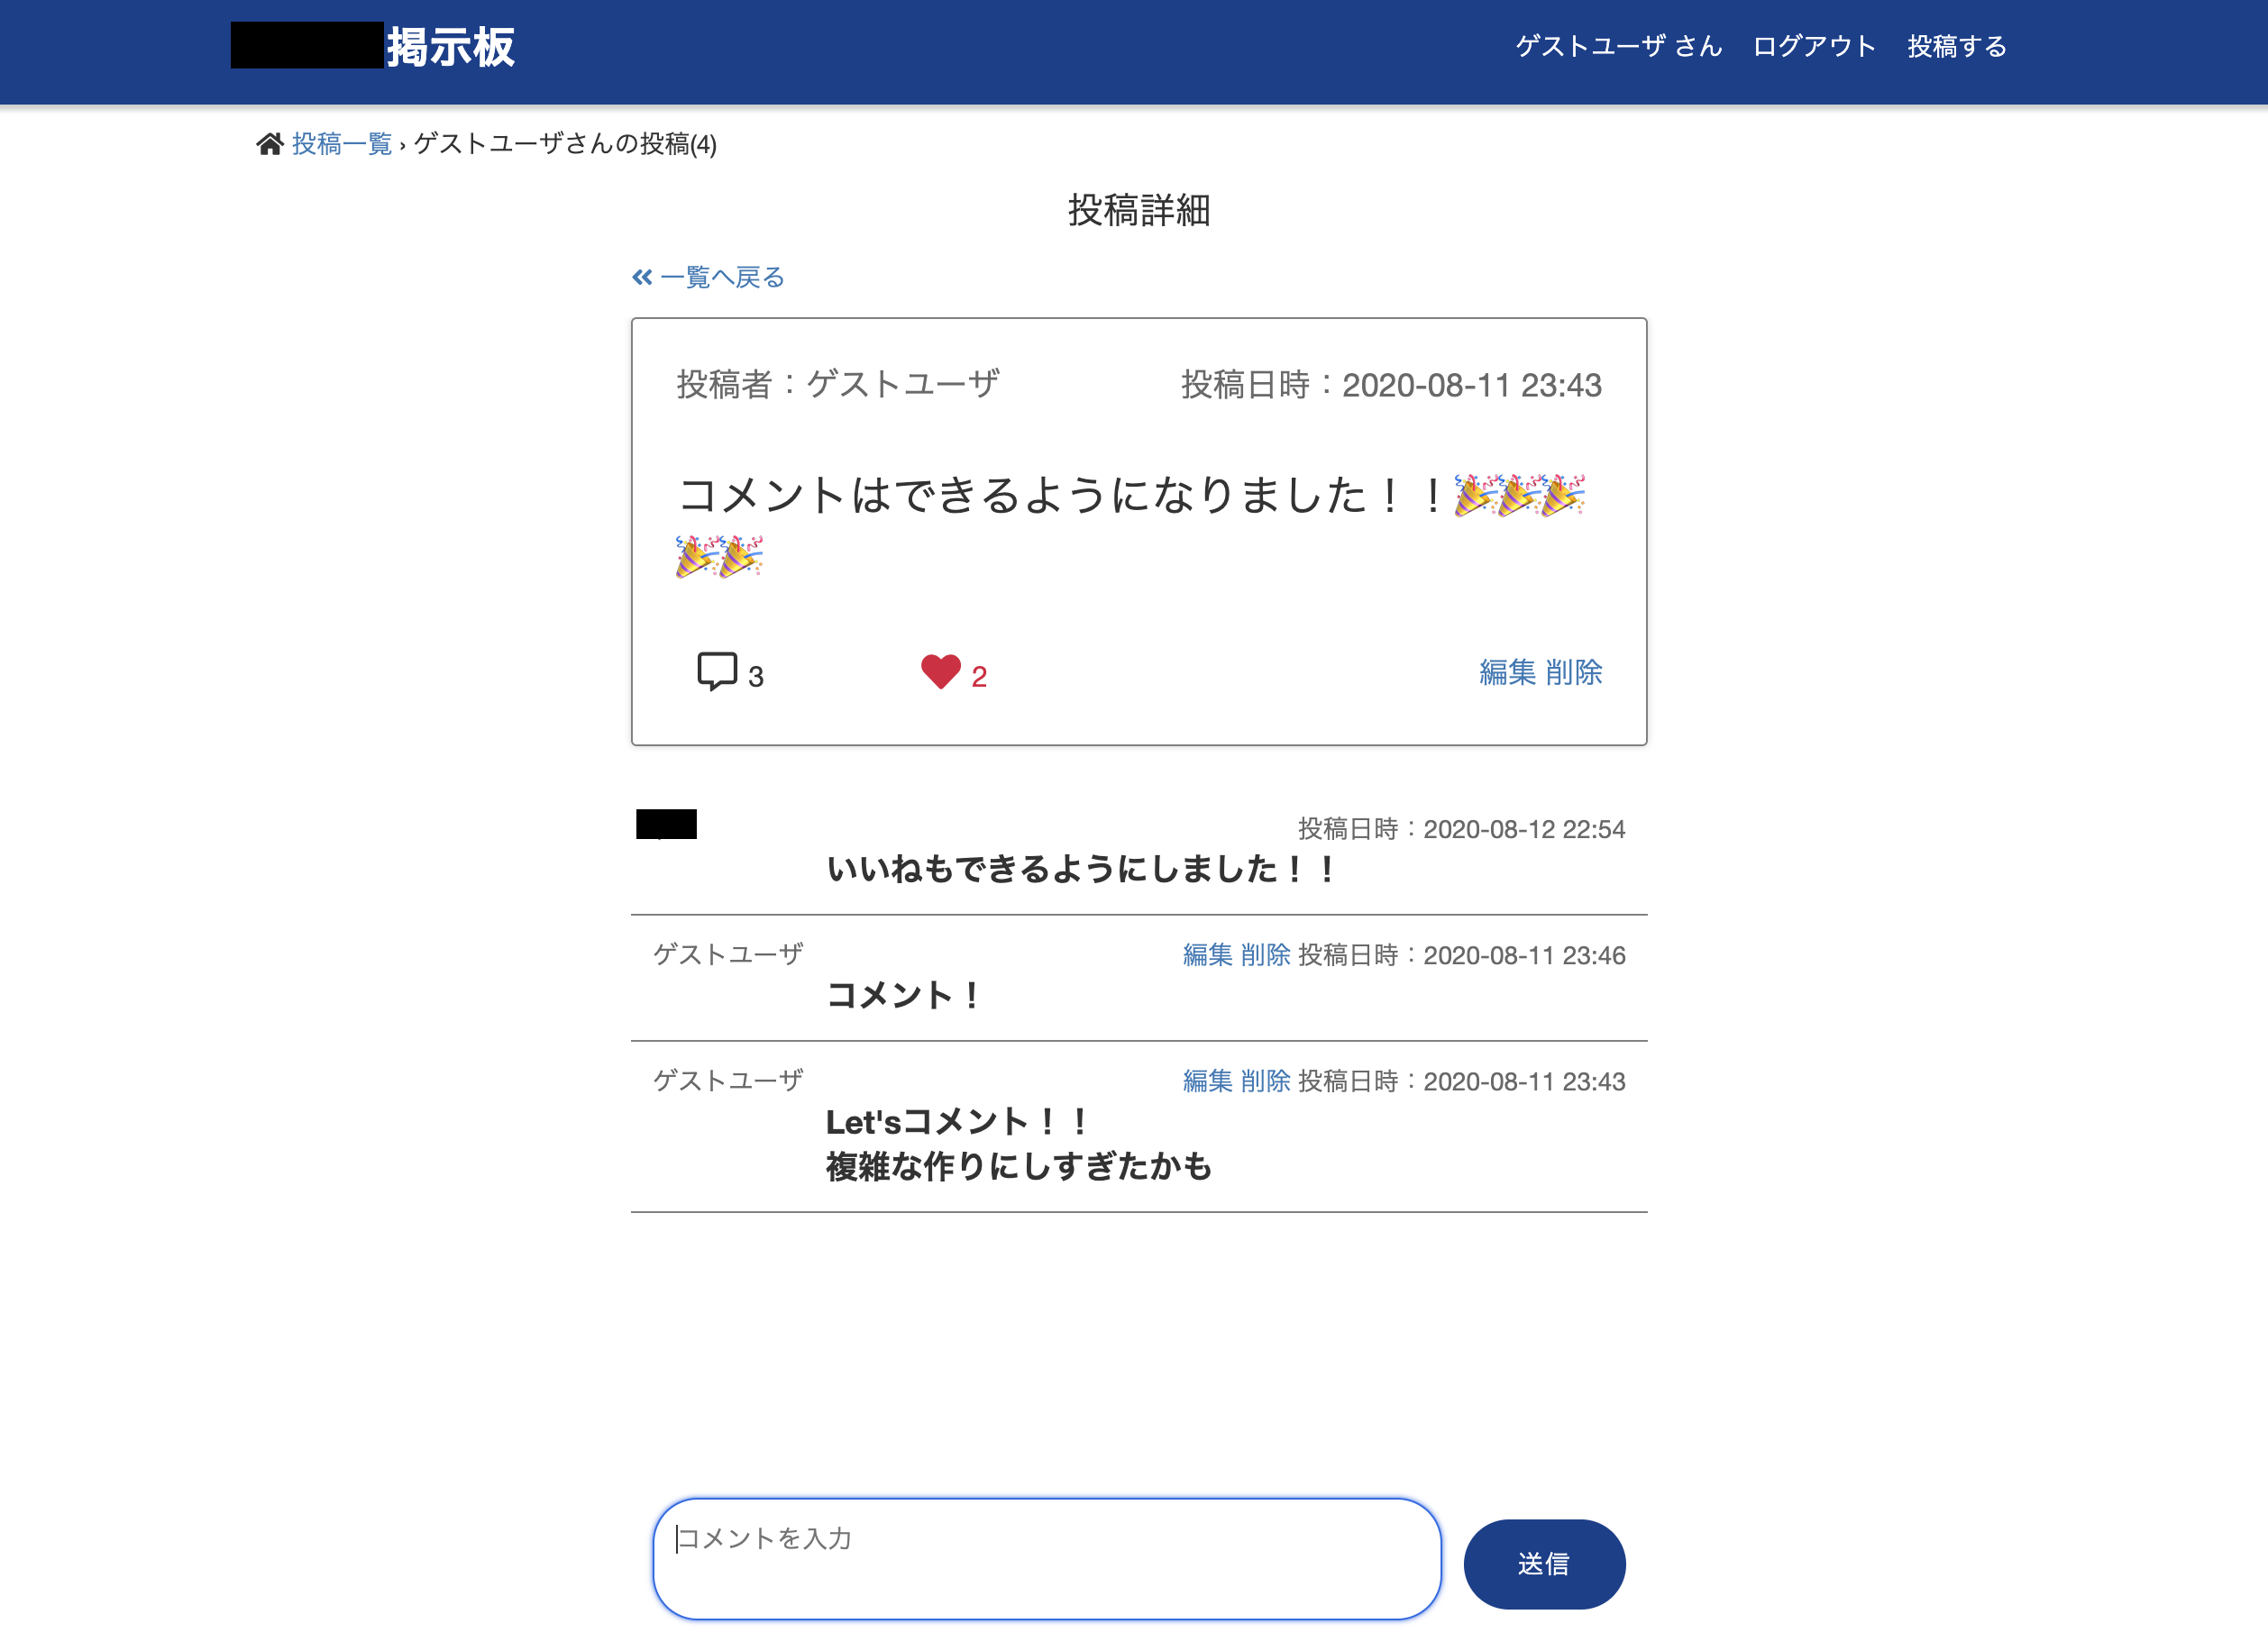 掲示板
ゲストユーザ さん ログアウト 投稿する
投稿一覧 › ゲストユーザさんの投稿(4)
投稿詳細
一覧へ戻る
投稿者：ゲストユーザ 投稿日時：2020-08-11 23:43
コメントはできるようになりました！！🎉🎉🎉
🎉🎉
3 2 編集 削除
投稿日時：2020-08-12 22:54
いいねもできるようにしました！！
ゲストユーザ 編集 削除 投稿日時：2020-08-11 23:46
コメント！
ゲストユーザ 編集 削除 投稿日時：2020-08-11 23:43
Let'sコメント！！
複雑な作りにしすぎたかも
コメントを入力
送信